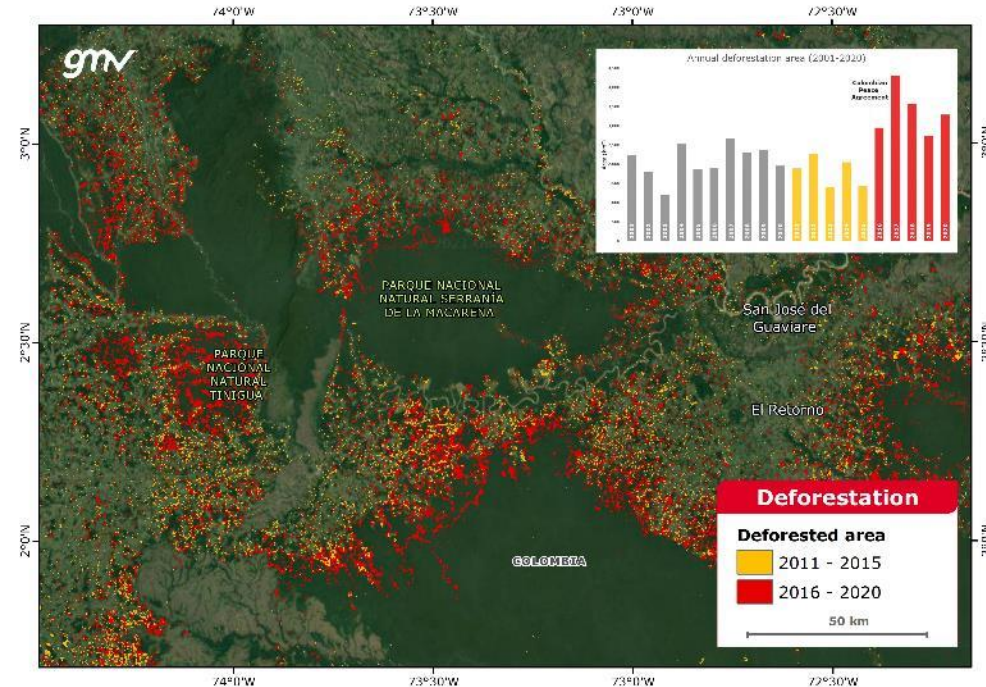 74°0'W 73°30'W 73°0'W 72°30'W
gmv
Annual deforestation area (2001-2020)
Colombian
Peace
Agreement
3°0'N
PARQUE NACIONAL
NATURAL SERRANÍA
DE LA MACARENA
San José del
Guaviare
2°30'N
PARQUE
NACIONAL
NATURAL
TINIGUA
El Retorno
Deforestation
Deforested area
2011 - 2015
2016 - 2020
50 km
2°0'N
COLOMBIA
74°0'W 73°30'W 73°0'W 72°30'W